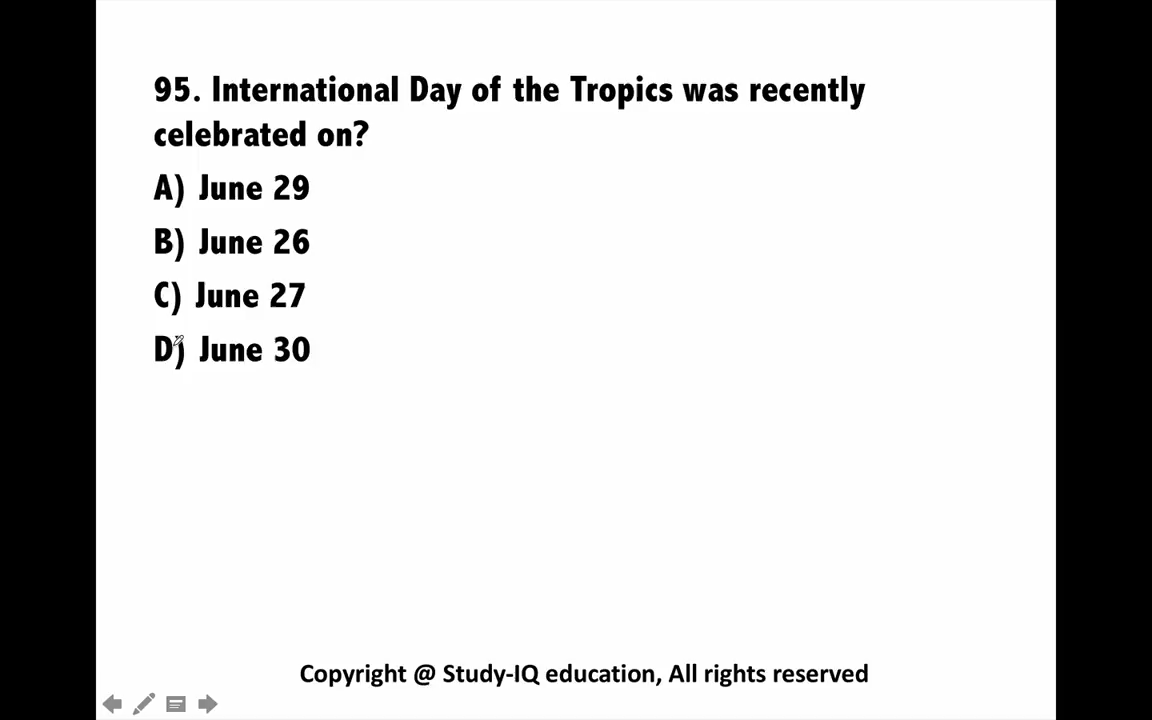 95. International Day of the Tropics was recently
celebrated on?
A) June 29
B) June 26
C) June 27
D) June 30
Copyright @ Study-IQ education, All rights reserved